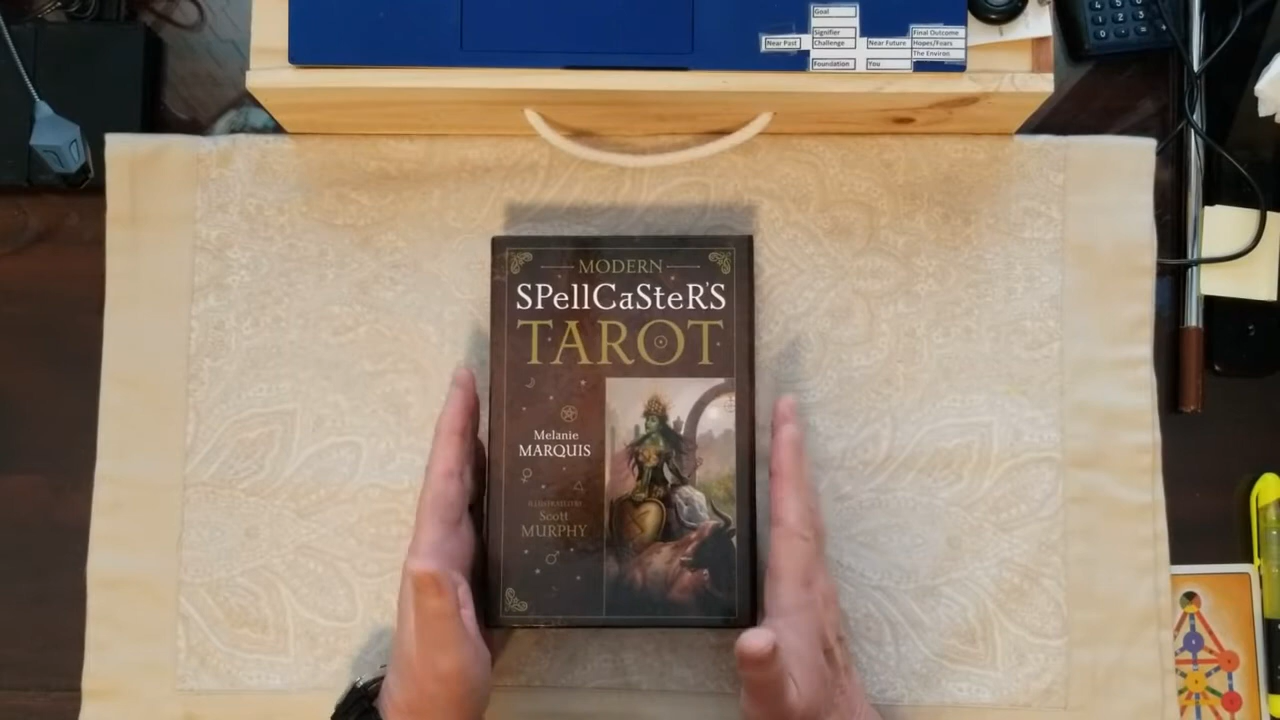 Goal
Signifier
Near Past
Challenge
Near Future
Final Outcome
Hopes/Fears
The Environ
Foundation
You
MODERN
SPellCaSteR'S
TAROT
Melanie
MARQUIS
ILLUSTRATED
Scott
MURPHY